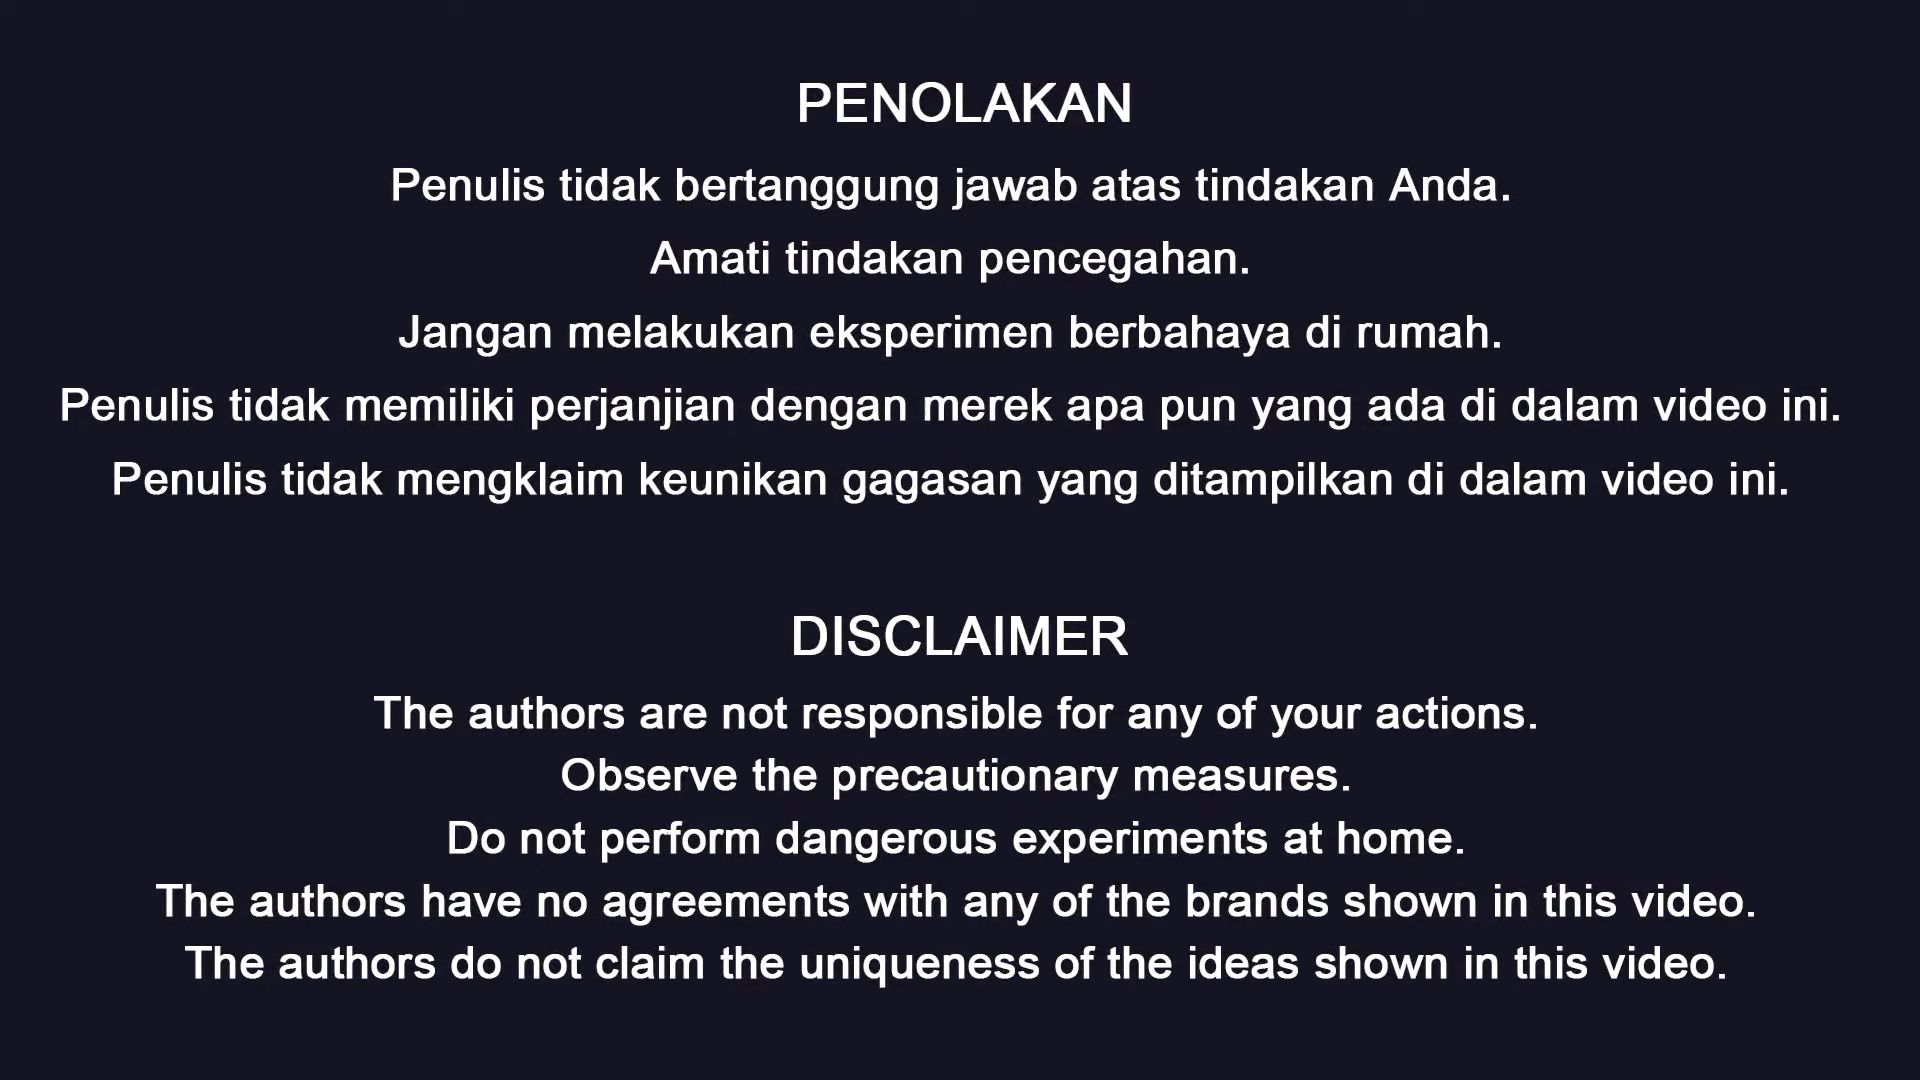 PENOLAKAN
Penulis tidak bertanggung jawab atas tindakan Anda.
Amati tindakan pencegahan.
Jangan melakukan eksperimen berbahaya di rumah.
Penulis tidak memiliki perjanjian dengan merek apa pun yang ada di dalam video ini.
Penulis tidak mengklaim keunikan gagasan yang ditampilkan di dalam video ini.
DISCLAIMER
The authors are not responsible for any of your actions.
Observe the precautionary measures.
Do not perform dangerous experiments at home.
The authors have no agreements with any of the brands shown in this video.
The authors do not claim the uniqueness of the ideas shown in this video.